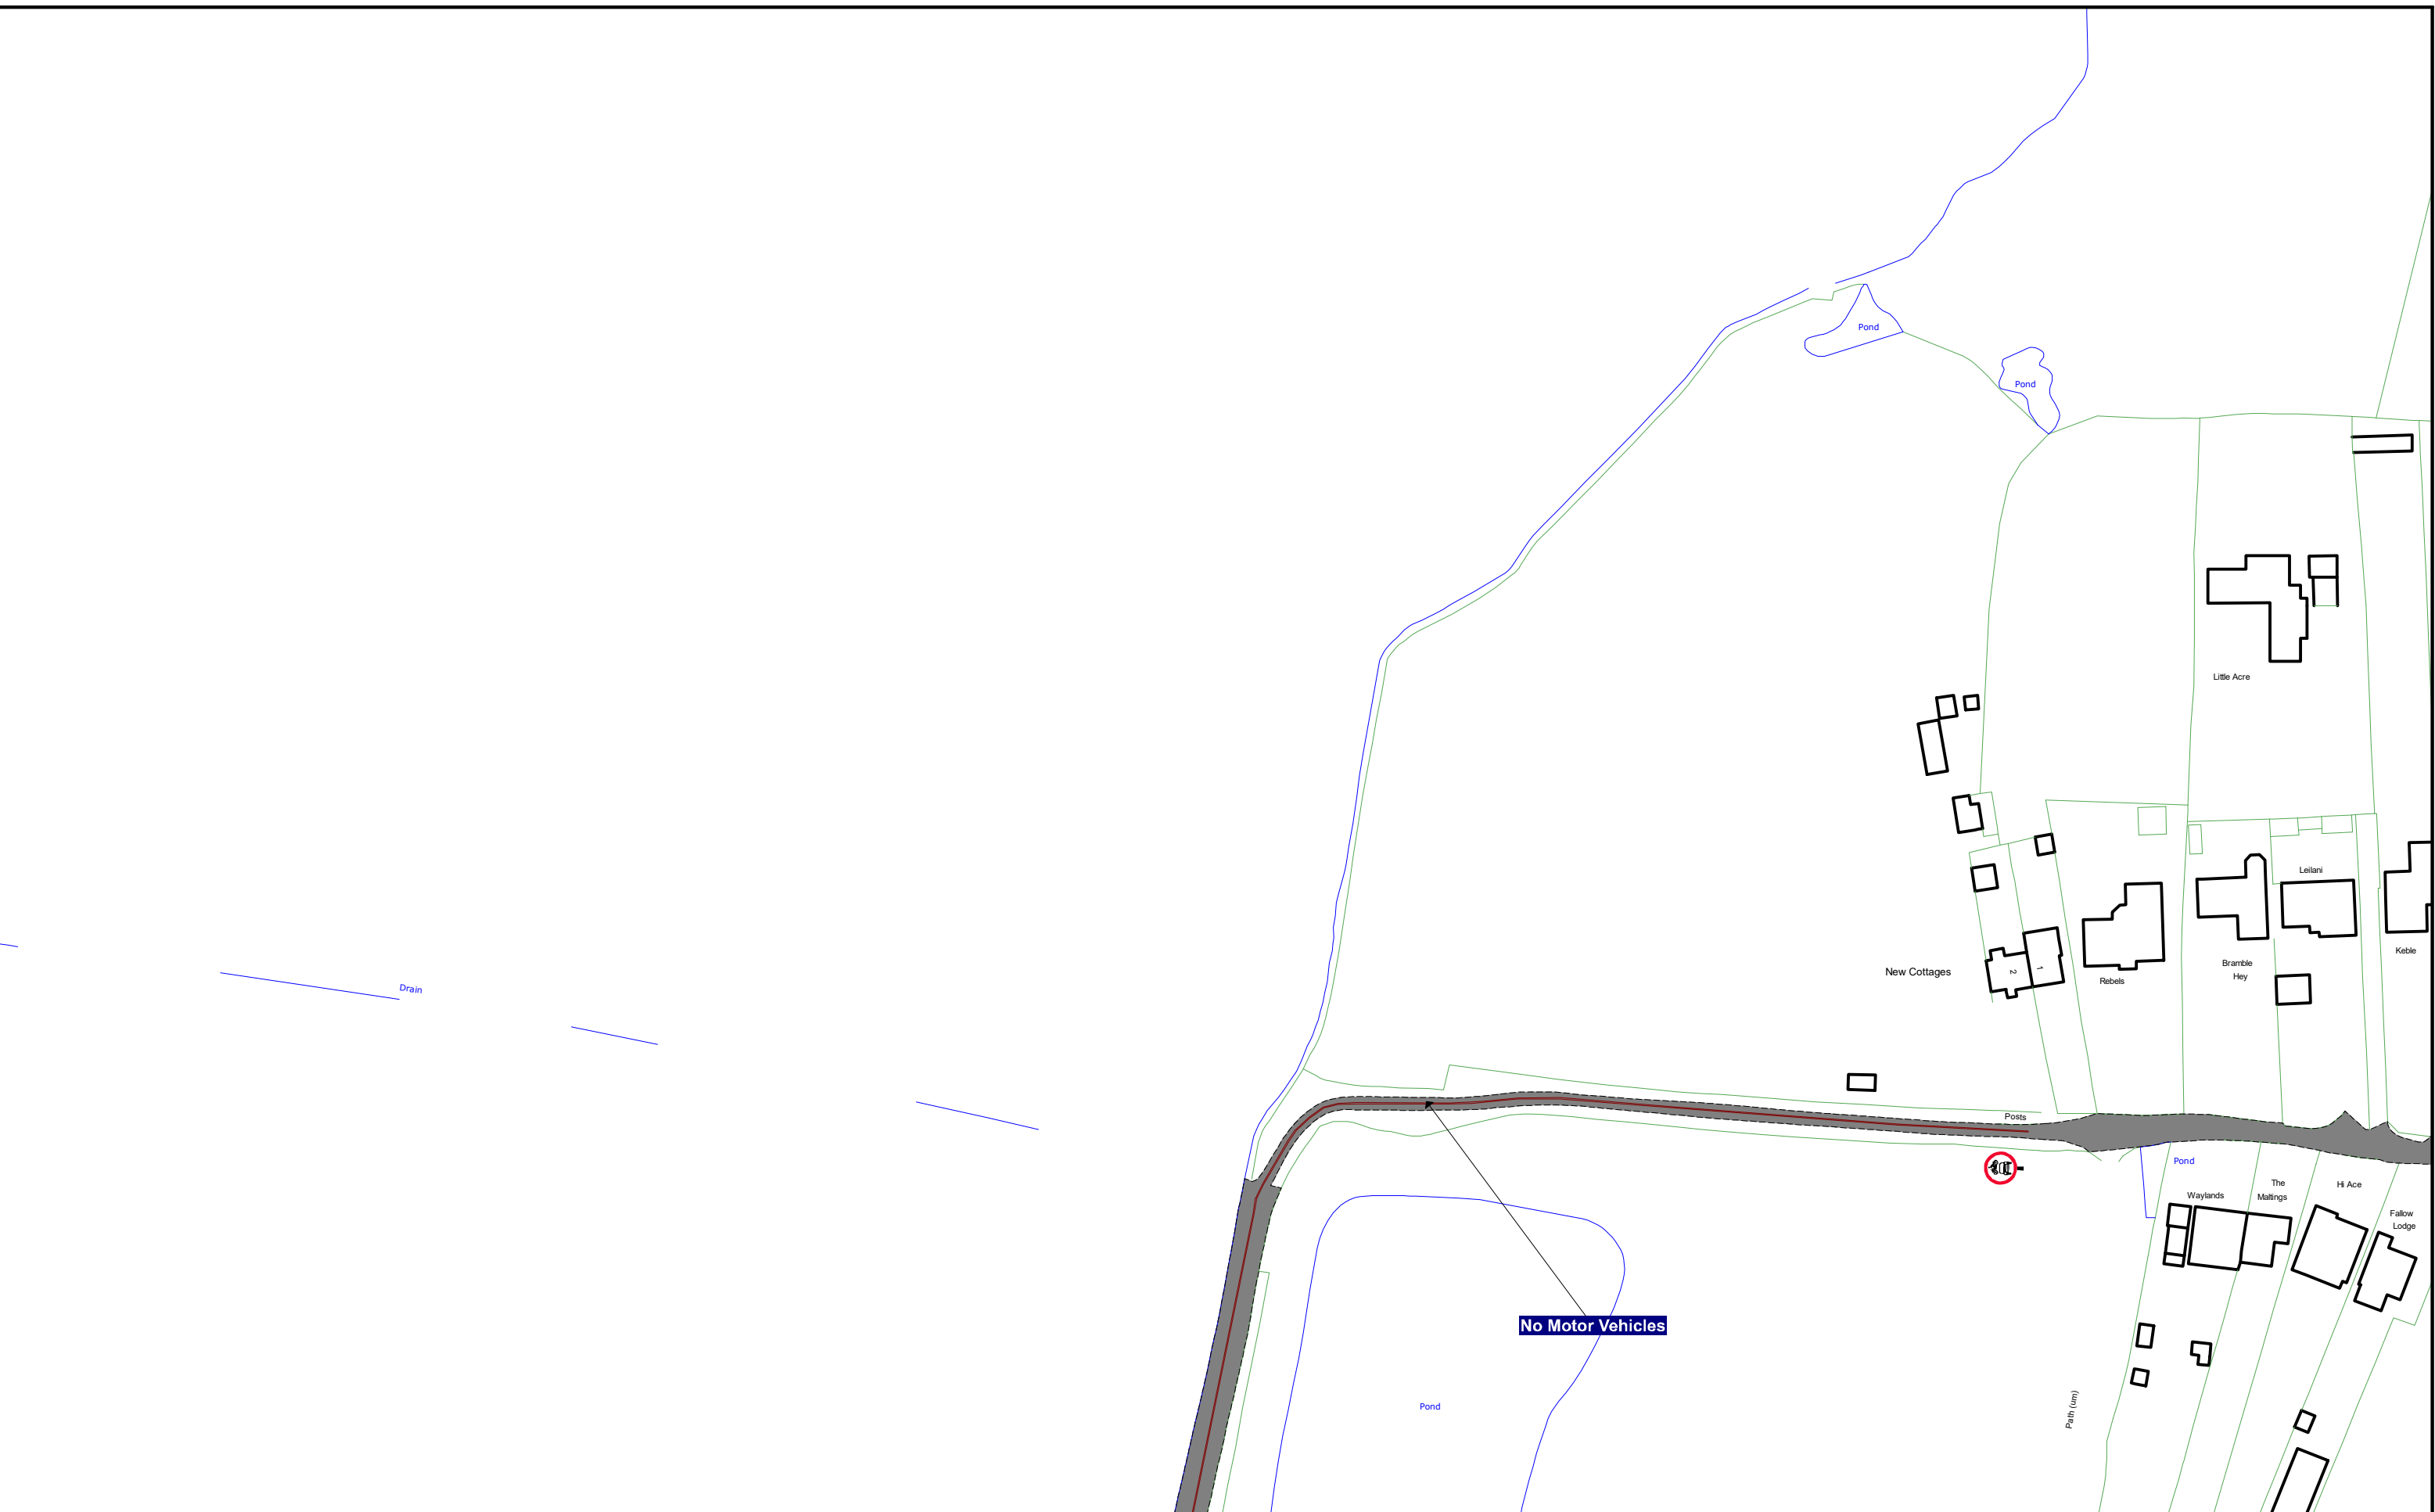 Pond
Pond
Little Acre
Leilani
Keble
Bramble
Hey
New Cottages
2
1
Rebels
Drain
Posts
Pond
The
Maltings
Hi Ace
Waylands
Fallow
Lodge
No Motor Vehicles
Pond
Path (um)